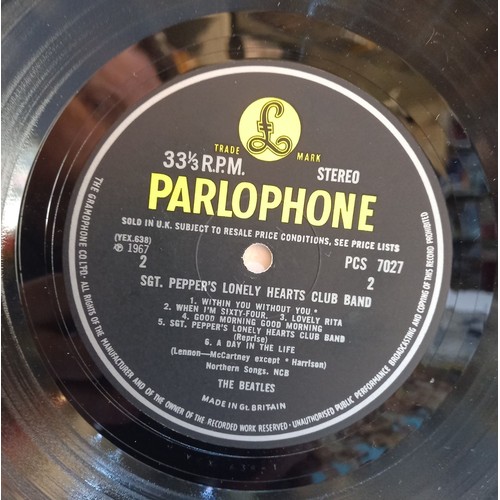 £
TRADE MARK
33⅓ R.P.M. STEREO
PARLOPHONE
SOLD IN U.K. SUBJECT TO RESALE PRICE CONDITIONS, SEE PRICE LISTS
(YEX.638)
℗ 1967
2
PCS 7027
2
SGT. PEPPER'S LONELY HEARTS CLUB BAND
1. WITHIN YOU WITHOUT YOU *
2. WHEN I'M SIXTY-FOUR. 3. LOVELY RITA
4. GOOD MORNING GOOD MORNING
5. SGT. PEPPER'S LONELY HEARTS CLUB BAND
(Reprise)
6. A DAY IN THE LIFE
(Lennon—McCartney except * Harrison)
Northern Songs. NCB
THE BEATLES
MADE IN Gt. BRITAIN
THE GRAMOPHONE CO LTD. ALL RIGHTS OF THE MANUFACTURER AND OF THE OWNER OF THE RECORDED WORK RESERVED · UNAUTHORISED PUBLIC PERFORMANCE BROADCASTING AND COPYING OF THIS RECORD PROHIBITED